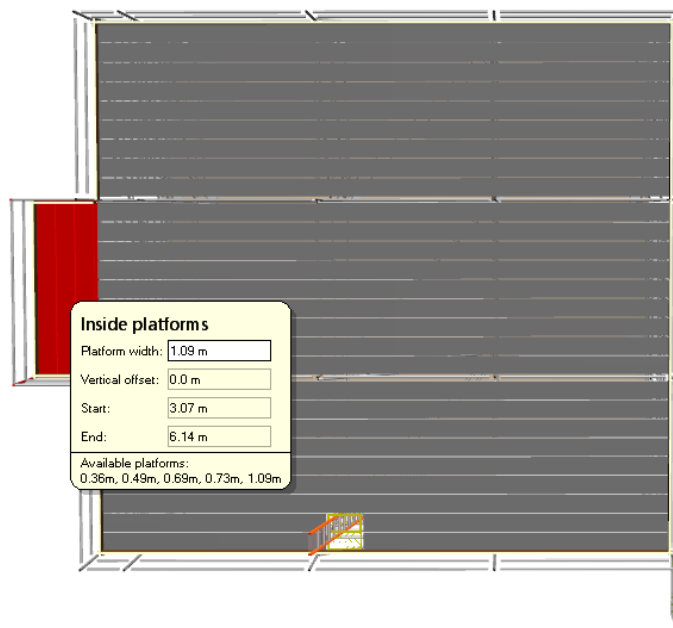 Inside platforms
Platform width: 1.09 m
Vertical offset: 0.0 m
Start: 3.07 m
End: 6.14 m
Available platforms:
0.36m, 0.49m, 0.69m, 0.73m, 1.09m